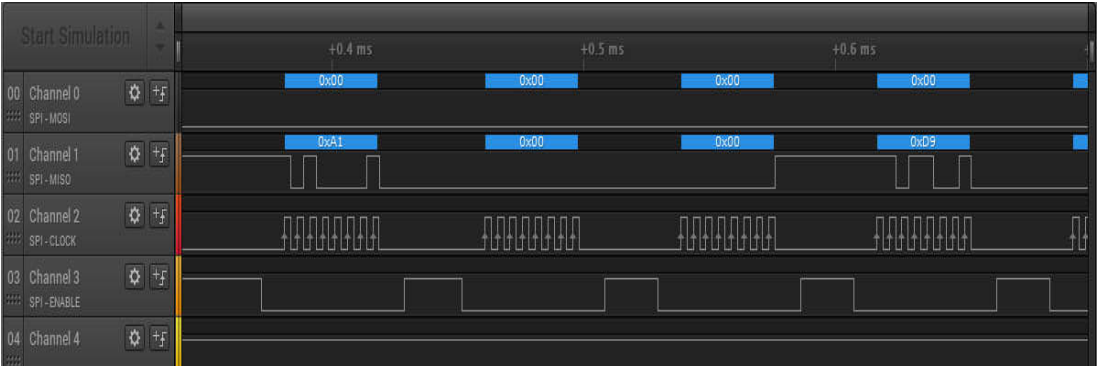 Start Simulation
+0.4 ms +0.5 ms +0.6 ms
00 Channel 0
SPI - MOSI
0x00 0x00 0x00 0x00
01 Channel 1
SPI - MISO
0xA1 0x00 0x00 0xD9
02 Channel 2
SPI - CLOCK
03 Channel 3
SPI - ENABLE
04 Channel 4